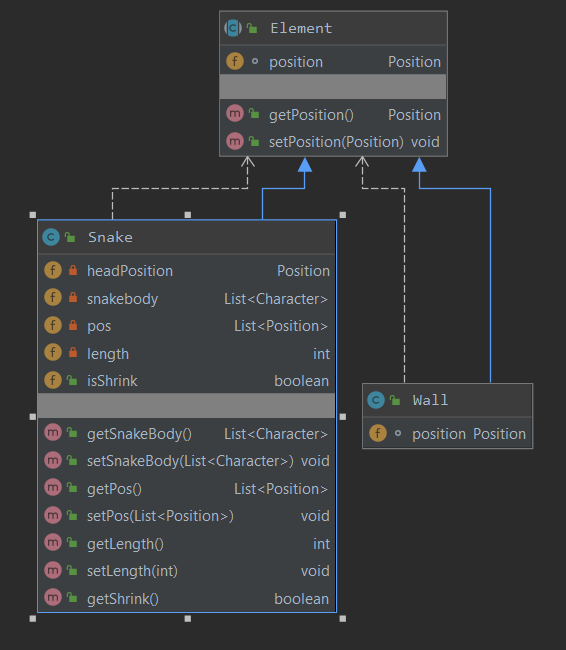 Element
position Position
getPosition() Position
setPosition(Position) void
Snake
headPosition Position
snakebody List<Character>
pos List<Position>
length int
isShrink boolean
getSnakeBody() List<Character>
setSnakeBody(List<Character>) void
getPos() List<Position>
setPos(List<Position>) void
getLength() int
setLength(int) void
getShrink() boolean
Wall
position Position